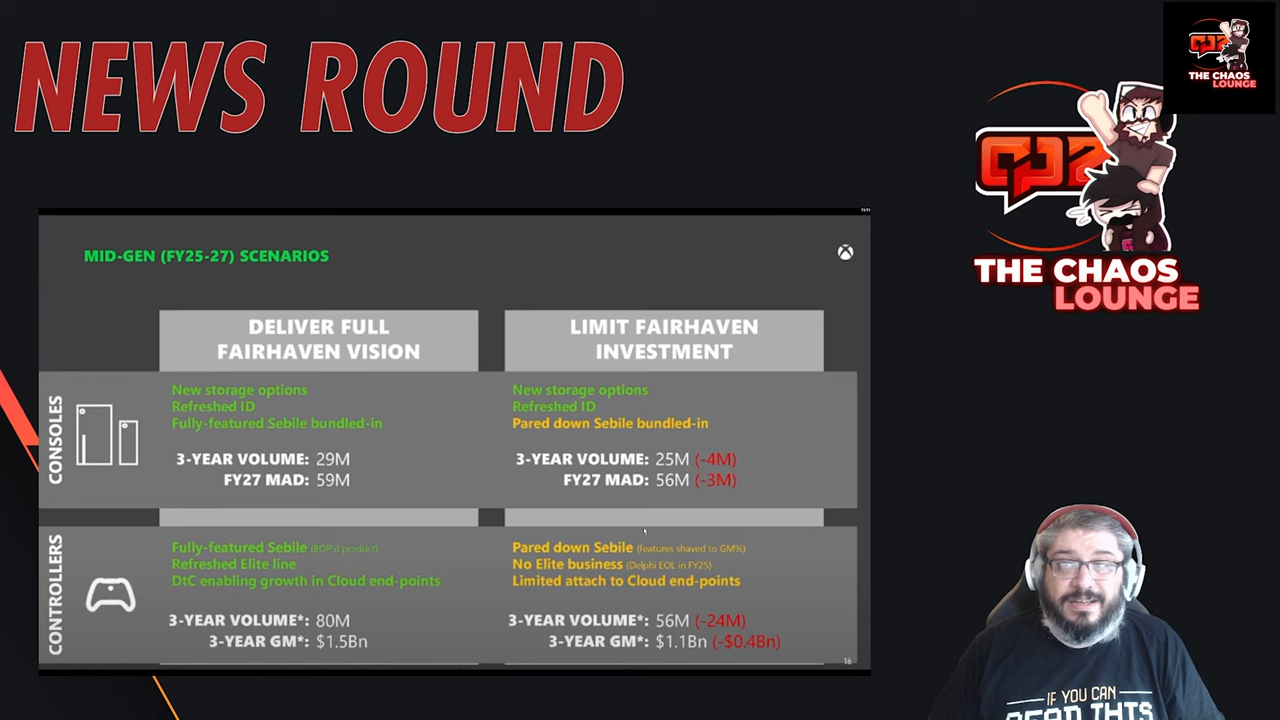 NEWS ROUND
THE CHAOS
LOUNGE
THE CHAOS
LOUNGE
MID-GEN (FY25-27) SCENARIOS
DELIVER FULL
FAIRHAVEN VISION
LIMIT FAIRHAVEN
INVESTMENT
CONSOLES
New storage options
Refreshed ID
Fully-featured Sebile bundled-in
3-YEAR VOLUME: 29M
FY27 MAD: 59M
New storage options
Refreshed ID
Pared down Sebile bundled-in
3-YEAR VOLUME: 25M (-4M)
FY27 MAD: 56M (-3M)
CONTROLLERS
Fully-featured Sebile (BOP'd product)
Refreshed Elite line
DtC enabling growth in Cloud end-points
3-YEAR VOLUME*: 80M
3-YEAR GM*: $1.5Bn
Pared down Sebile (features shaved to GM%)
No Elite business (Delphi EOL in FY25)
Limited attach to Cloud end-points
3-YEAR VOLUME*: 56M (-24M)
3-YEAR GM*: $1.1Bn (-$0.4Bn)
16
IF YOU CAN
READ THIS